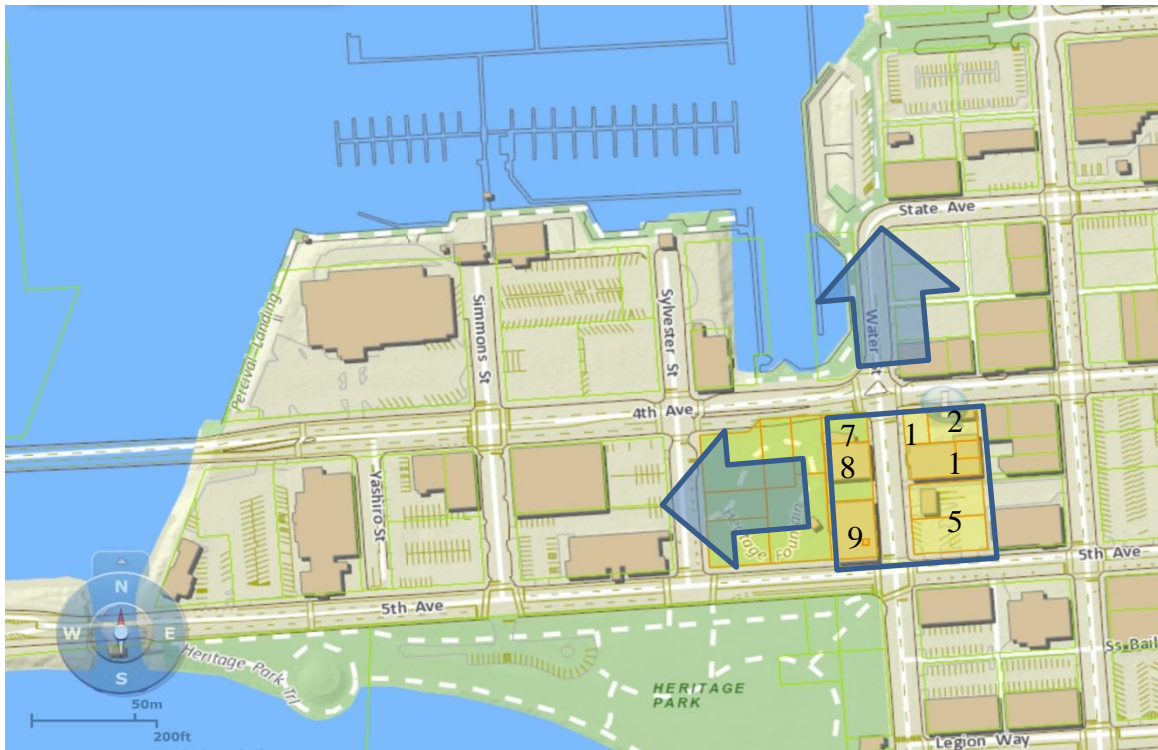 State Ave
Percival Landing
Simmons St
Sylvester St
Water St
4th Ave
7
1
2
8
1
Yashiro St
Heritage Fountain
9
5
5th Ave
5th Ave
N
W
E
S
Heritage Park Trl
Ss Bail
HERITAGE
PARK
50m
200ft
Legion Way